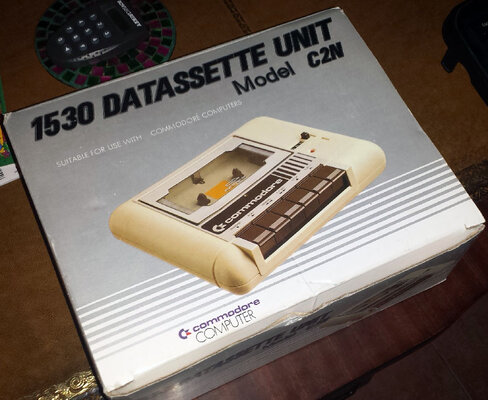 1530 DATASSETTE UNIT
Model C2N
SUITABLE FOR USE WITH COMMODORE COMPUTERS
commodore
commodore
COMPUTER